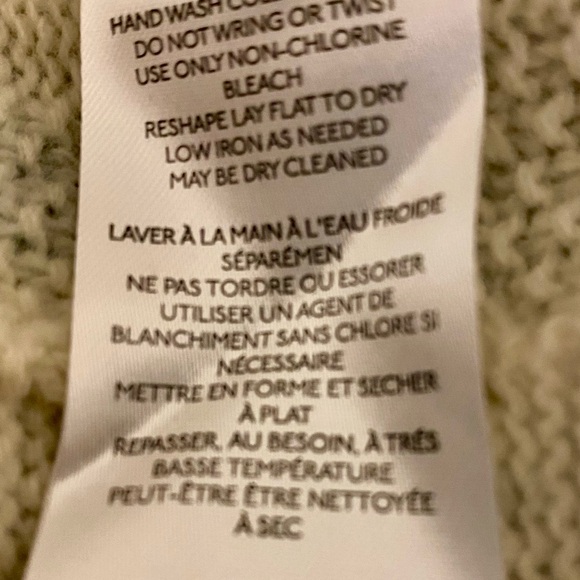 HAND WASH
DO NOT WRING OR TWIST
USE ONLY NON-CHLORINE
BLEACH
RESHAPE LAY FLAT TO DRY
LOW IRON AS NEEDED
MAY BE DRY CLEANED
LAVER À LA MAIN À L'EAU FROIDE
SÉPARÉMEN
NE PAS TORDRE OU ESSORER
UTILISER UN AGENT DE
BLANCHIMENT SANS CHLORE SI
NÉCESSAIRE
METTRE EN FORME ET SECHER
À PLAT
REPASSER, AU BESOIN, À TRÉS
BASSE TEMPÉRATURE
PEUT-ÊTRE ÊTRE NETTOYÉE
À SEC